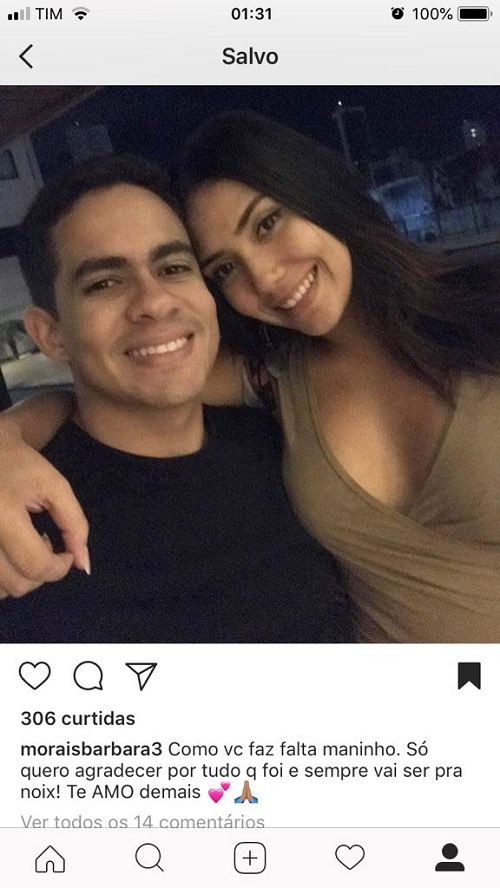 TIM 01:31 100%
Salvo
306 curtidas
moraisbarbara3 Como vc faz falta maninho. Só
quero agradecer por tudo q foi e sempre vai ser pra
noix! Te AMO demais 💕🙏🏽
Ver todos os 14 comentários